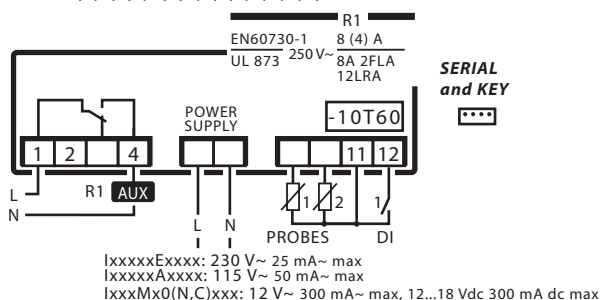 R1
EN60730-1 8 (4) A
UL 873 250 V~ 8A 2FLA
12LRA
SERIAL
and KEY
POWER
SUPPLY
-10T60
1 2 4 11 12
L
N
R1 AUX
1 2 1
L N
PROBES DI
IxxxxxExxxx: 230 V~ 25 mA~ max
IxxxxxAxxxx: 115 V~ 50 mA~ max
IxxxMx0(N,C)xxx: 12 V~ 300 mA~ max, 12...18 Vdc 300 mA dc max